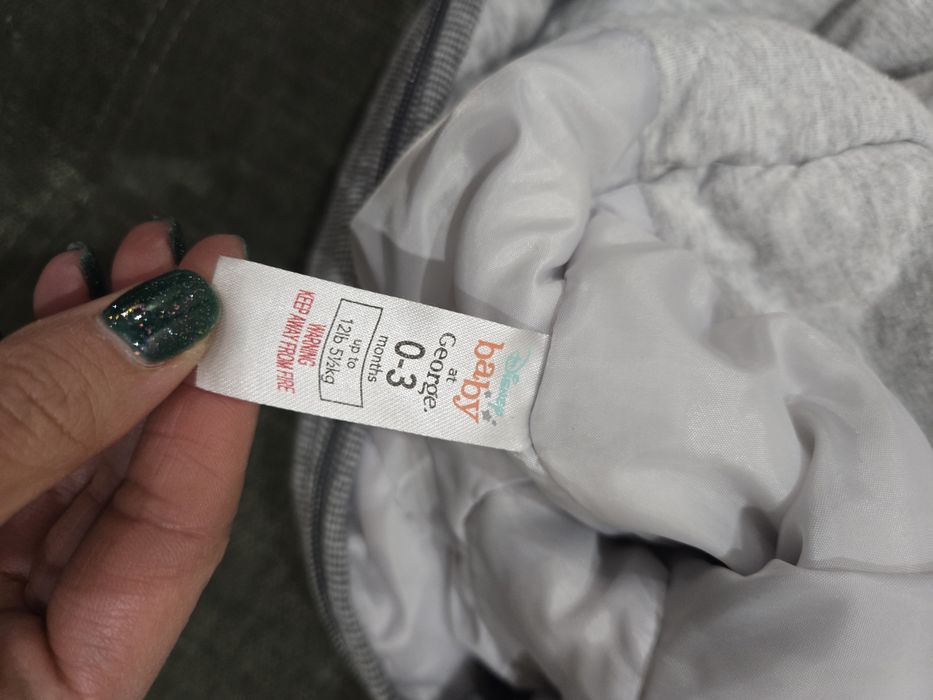 Disney
baby
at
George.
0-3
months
up to
12lb 5½kg
WARNING
KEEP AWAY FROM FIRE